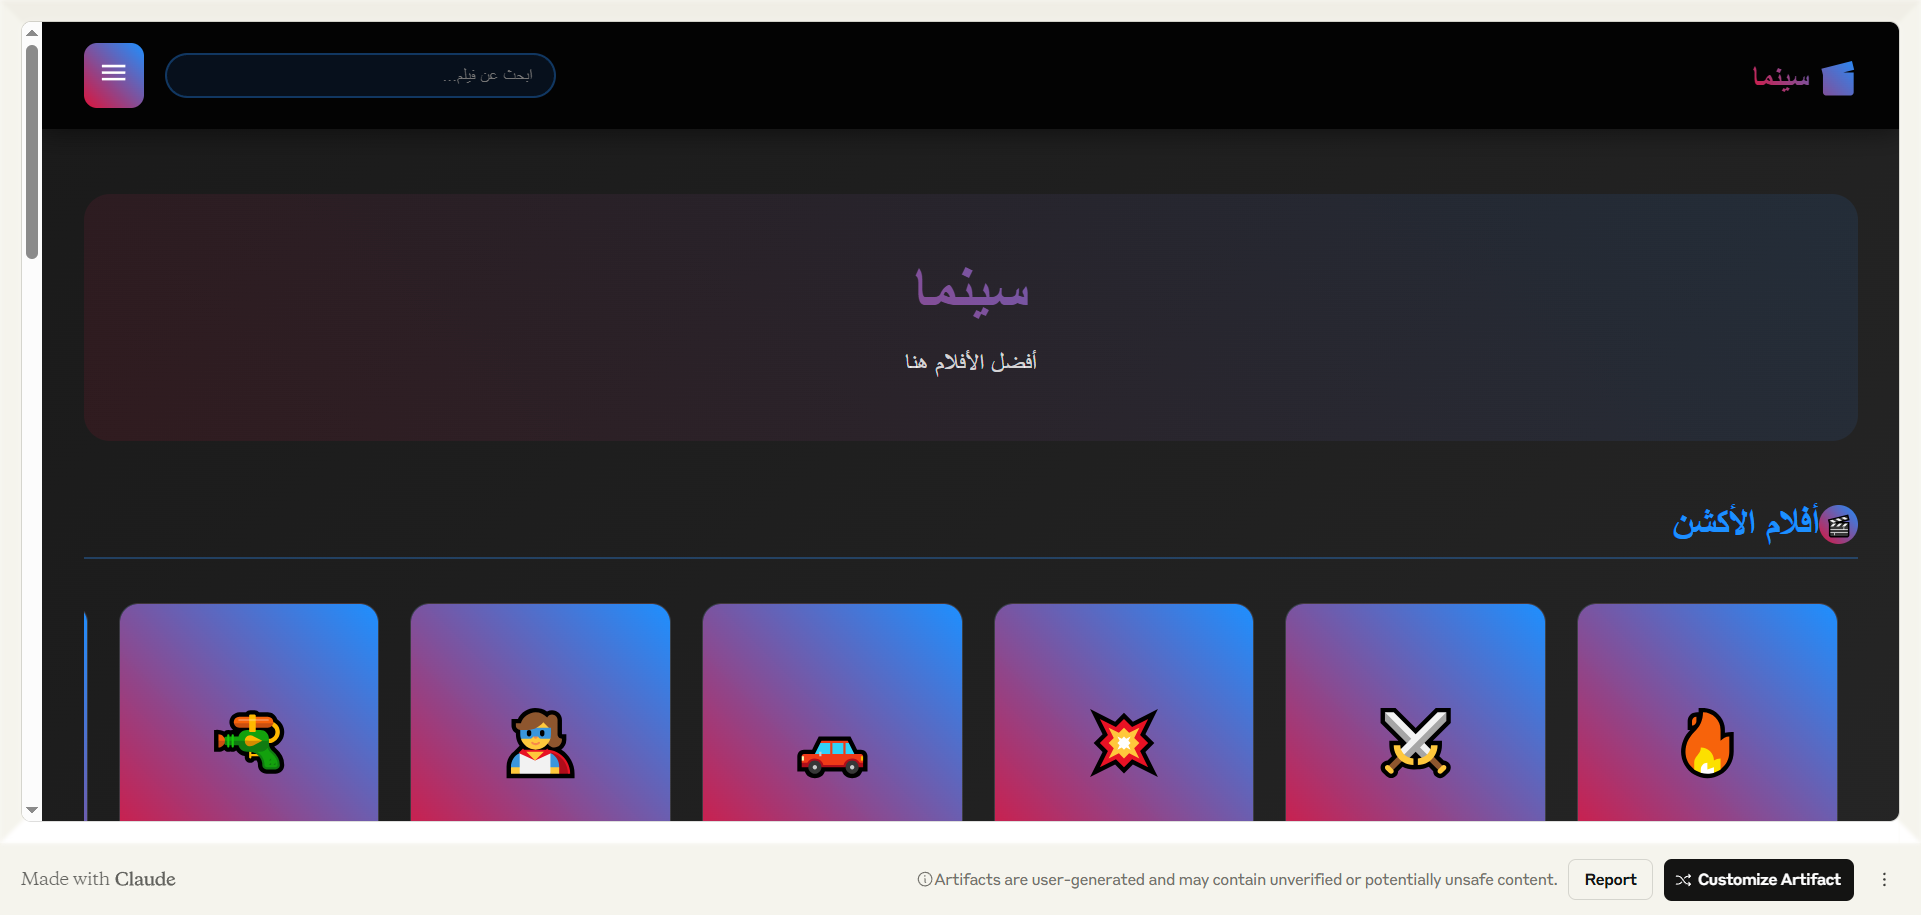 سينما
ابحث عن فيلم...
سينما
أفضل الأفلام هنا
أفلام الأكشن
Made with Claude
Artifacts are user-generated and may contain unverified or potentially unsafe content.
Report
Customize Artifact